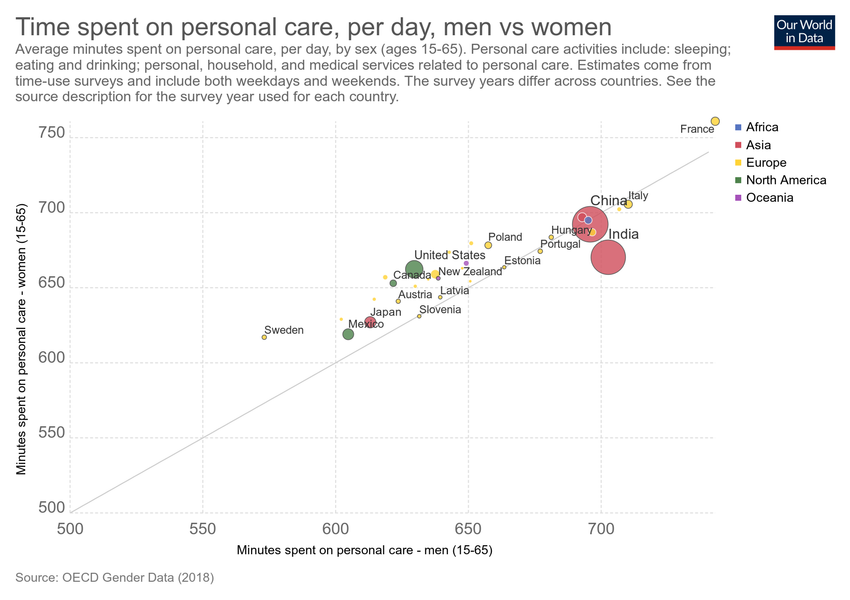 Time spent on personal care, per day, men vs women
Our World
in Data
Average minutes spent on personal care, per day, by sex (ages 15-65). Personal care activities include: sleeping;
eating and drinking; personal, household, and medical services related to personal care. Estimates come from
time-use surveys and include both weekdays and weekends. The survey years differ across countries. See the
source description for the survey year used for each country.
Minutes spent on personal care - women (15-65)
750
700
650
600
550
500
France
China
Italy
India
Hungary
Portugal
Poland
Estonia
United States
New Zealand
Canada
Latvia
Austria
Slovenia
Japan
Mexico
Sweden
Africa
Asia
Europe
North America
Oceania
500
550
600
650
700
Minutes spent on personal care - men (15-65)
Source: OECD Gender Data (2018)